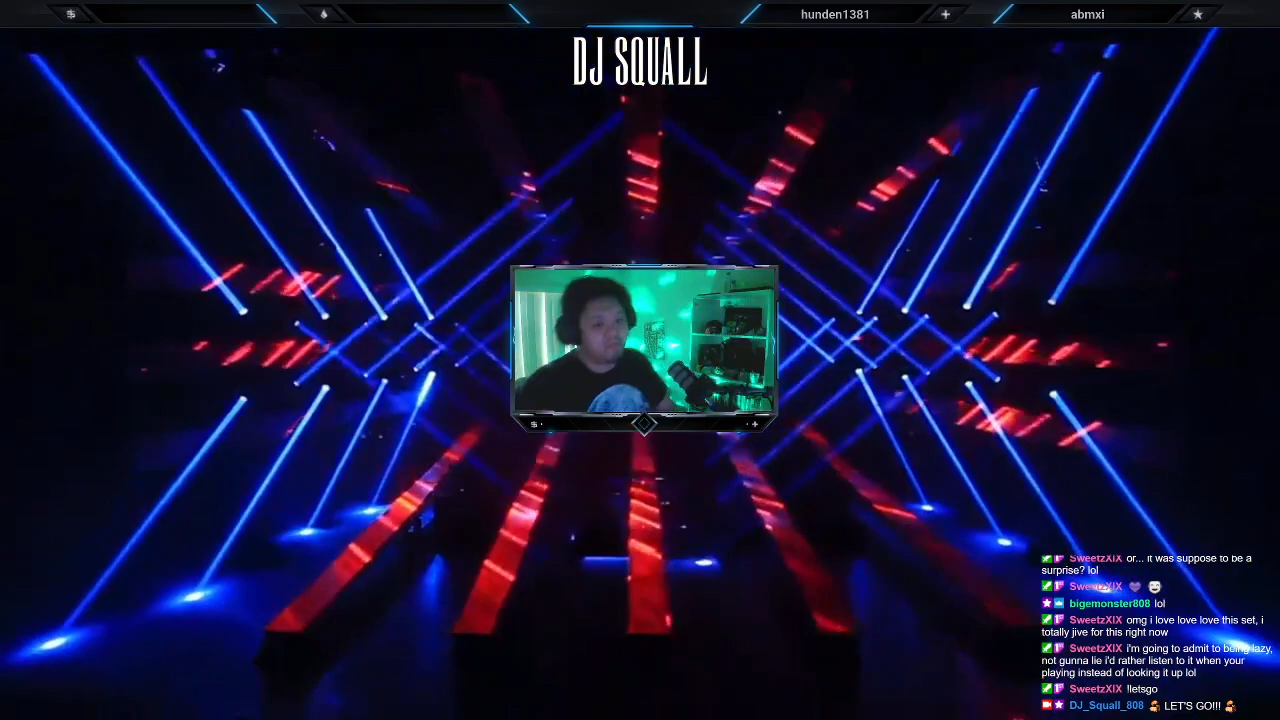 hunden1381
abmxi
DJ SQUALL
SweetzXIX or... it was suppose to be a
surprise? lol
SweetzXIX
bigemonster808 lol
SweetzXIX omg i love love love this set, i
totally jive for this right now
SweetzXIX i'm going to admit to being lazy,
not gunna lie i'd rather listen to it when your
playing instead of looking it up lol
SweetzXIX !letsgo
DJ_Squall_808 LET'S GO!!!